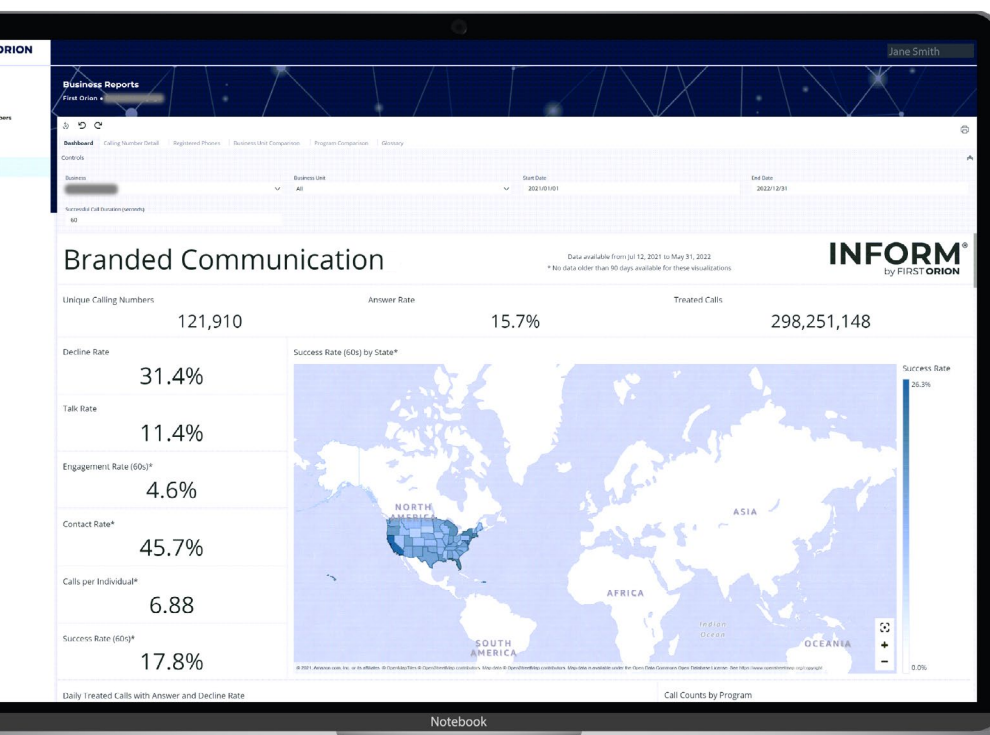 ORION
Jane Smith
Business Reports
First Orion •
bers
Dashboard Calling Number Detail Registered Phones Business Unit Comparison Program Comparison Glossary
Controls
Business Business Unit Start Date End Date
All 2021/01/01 2022/12/31
Successful Call Duration (seconds)
60
Branded Communication
Data available from Jul 12, 2021 to May 31, 2022
* No data older than 90 days available for these visualizations
INFORM®
by FIRST ORION
Unique Calling Numbers Answer Rate Treated Calls
121,910 15.7% 298,251,148
Decline Rate
31.4%
Talk Rate
11.4%
Engagement Rate (60s)*
4.6%
Contact Rate*
45.7%
Calls per Individual*
6.88
Success Rate (60s)*
17.8%
Success Rate (60s) by State*
Success Rate
26.3%
NORTH
AMERICA
ASIA
AFRICA
Indian
Ocean
SOUTH
AMERICA
OCEANIA
+
−
0.0%
Daily Treated Calls with Answer and Decline Rate Call Counts by Program
Notebook